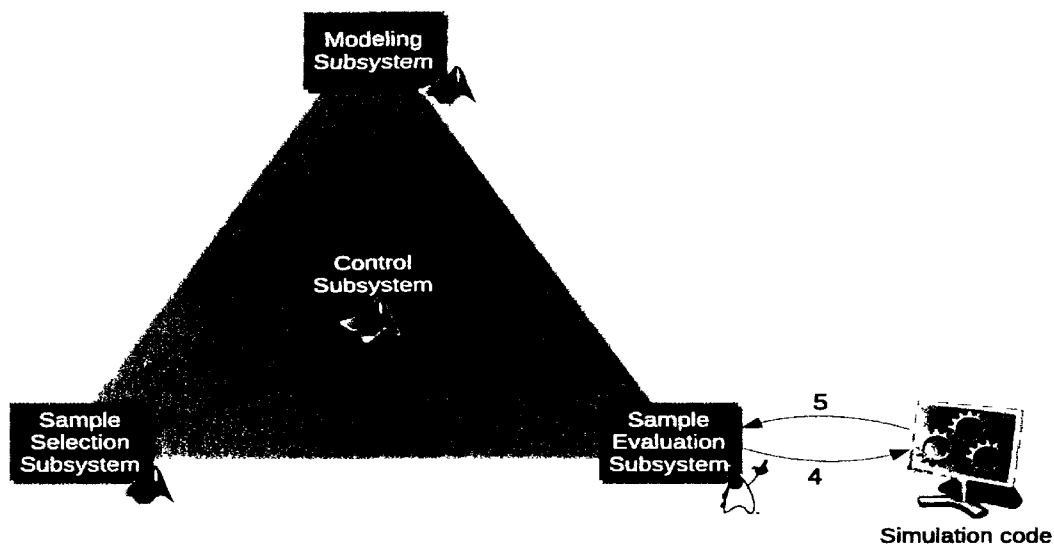 Modeling
Subsystem
Control
Subsystem
Sample
Selection
Subsystem
Sample
Evaluation
Subsystem
5
4
Simulation code